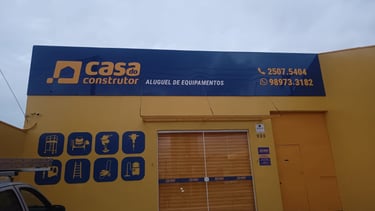 casa do construtor
ALUGUEL DE EQUIPAMENTOS
2507.5404
98973.3182